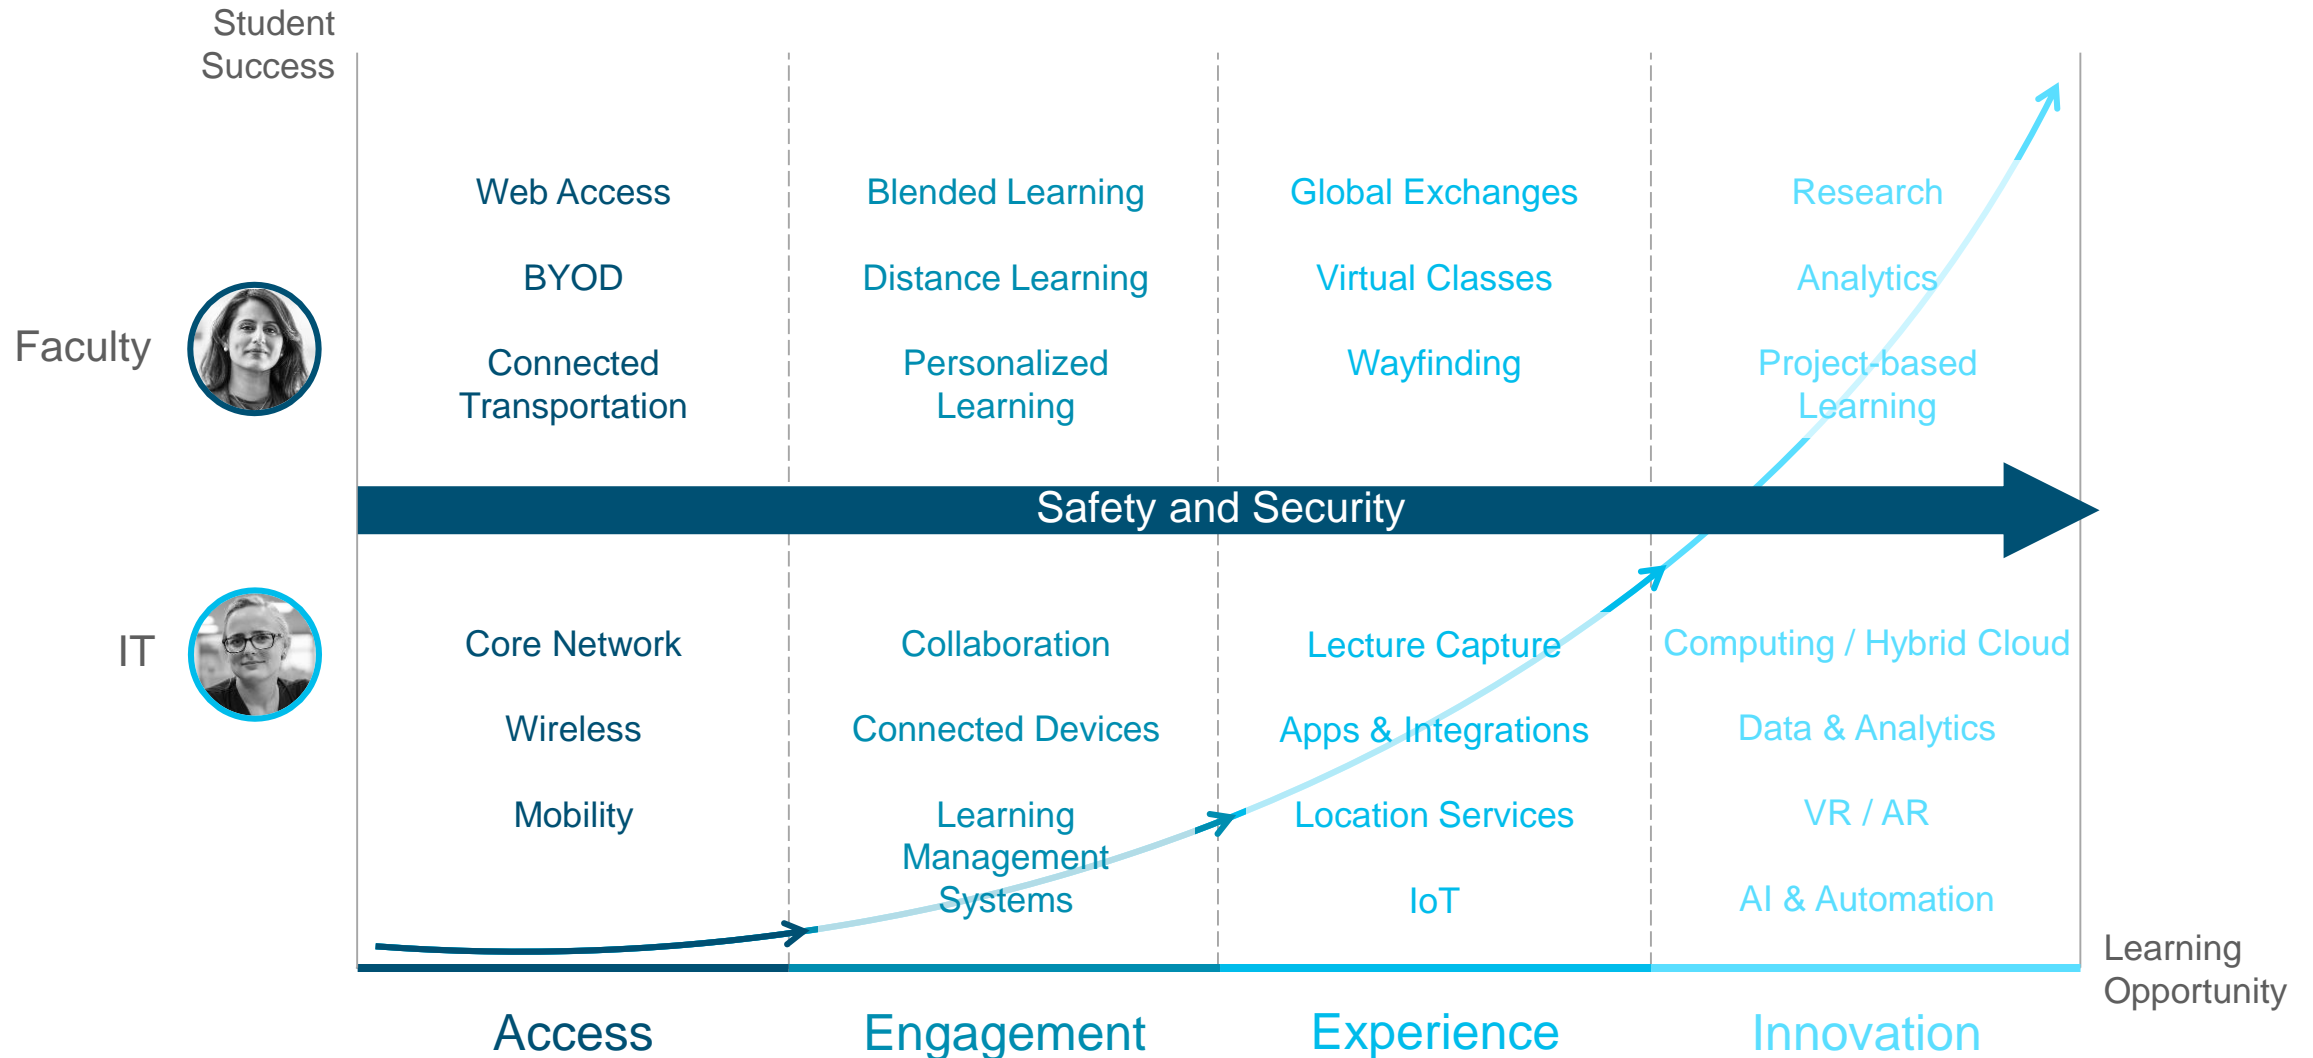 Student
Success
Web Access
Blended Learning
Global Exchanges
Research
BYOD
Distance Learning
Virtual Classes
Analytics
Faculty
Connected
Transportation
Personalized
Learning
Wayfinding
Project-based
Learning
Safety and Security
IT
Core Network
Collaboration
Lecture Capture
Computing / Hybrid Cloud
Wireless
Connected Devices
Apps & Integrations
Data & Analytics
Mobility
Learning
Management
Systems
Location Services
VR / AR
IoT
AI & Automation
Learning
Opportunity
Access
Engagement
Experience
Innovation